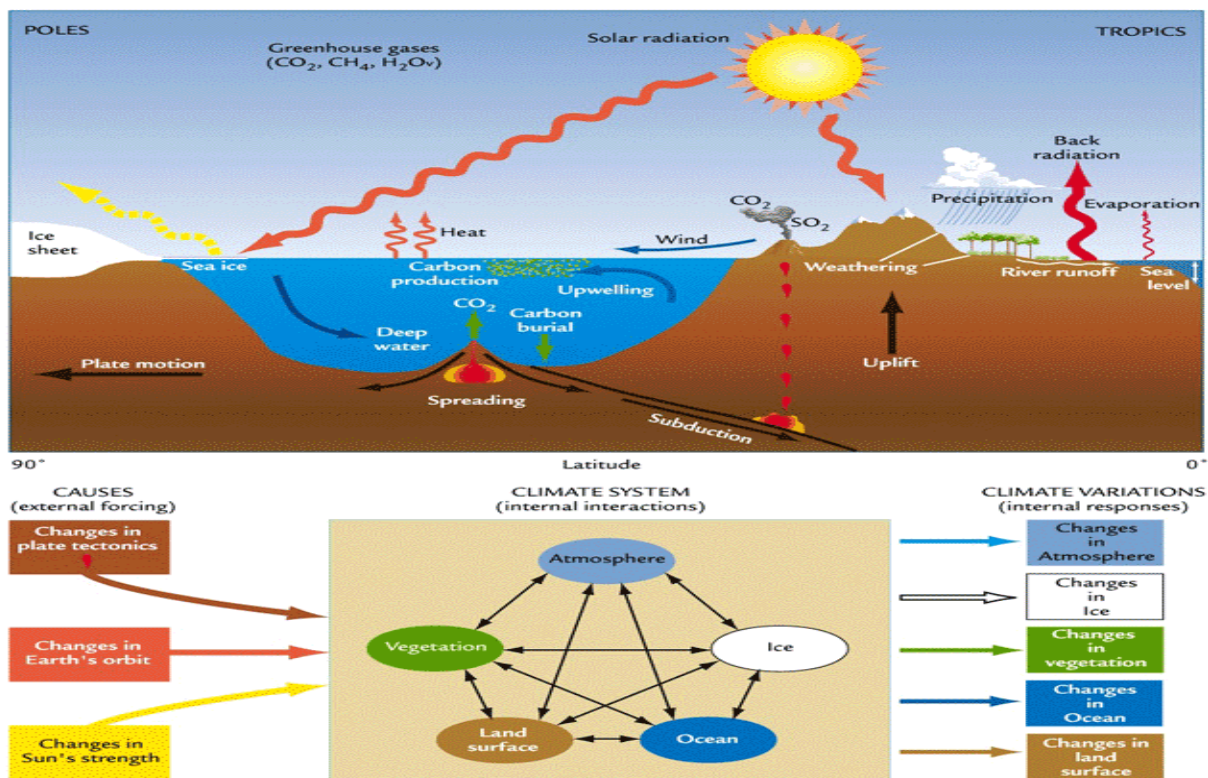 POLES
Greenhouse gases
(CO₂, CH₄, H₂Ov)
Solar radiation
TROPICS
Back
radiation
CO₂
SO₂
Precipitation
Evaporation
Ice
sheet
Heat
Wind
Sea ice
Carbon
production
Upwelling
Weathering
River runoff
Sea
level
CO₂
Carbon
burial
Deep
water
Plate motion
Uplift
Spreading
Subduction
90°
Latitude
0°
CAUSES
(external forcing)
Changes in
plate tectonics
Changes in
Earth's orbit
Changes in
Sun's strength
CLIMATE SYSTEM
(internal interactions)
Atmosphere
Vegetation
Ice
Land
surface
Ocean
CLIMATE VARIATIONS
(internal responses)
Changes
in
Atmosphere
Changes
in
Ice
Changes
in
vegetation
Changes
in
Ocean
Changes in
land
surface